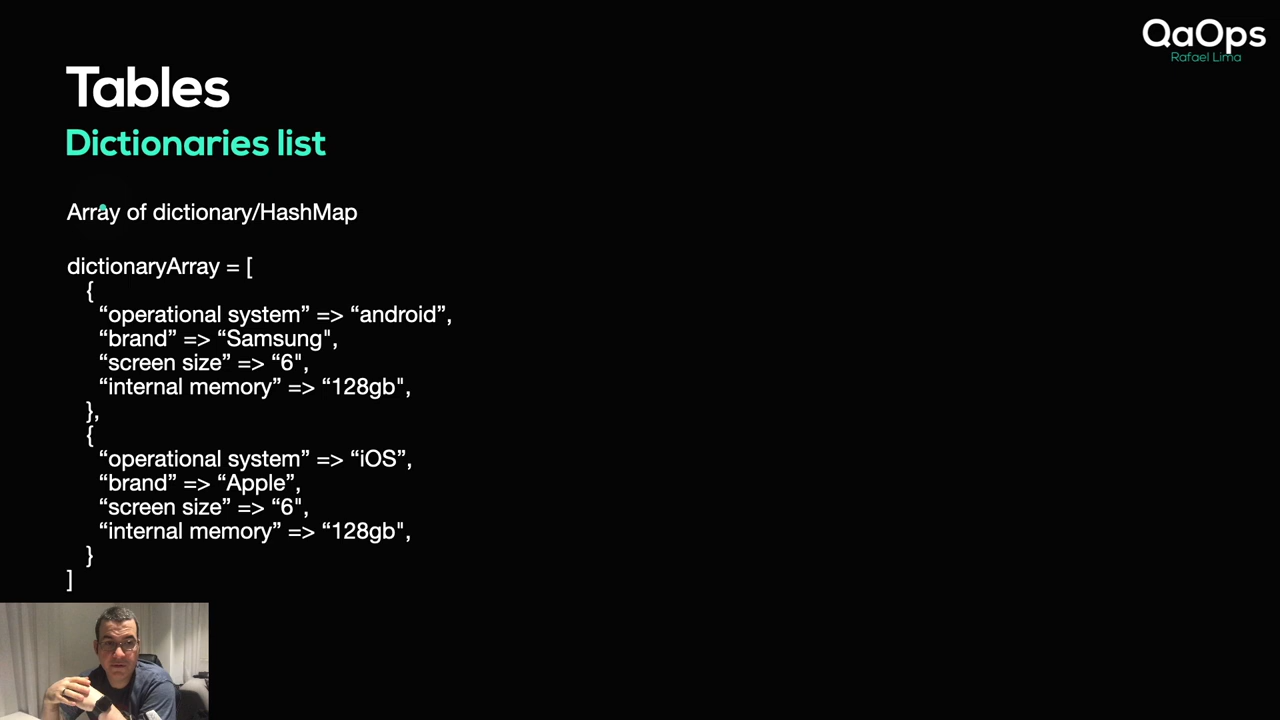 QaOps
Rafael Lima
Tables
Dictionaries list
Array of dictionary/HashMap
dictionaryArray = [
{
“operational system” => “android”,
“brand” => “Samsung",
“screen size” => “6",
“internal memory” => “128gb",
},
{
“operational system” => “iOS”,
“brand” => “Apple”,
“screen size” => “6",
“internal memory” => “128gb",
}
]